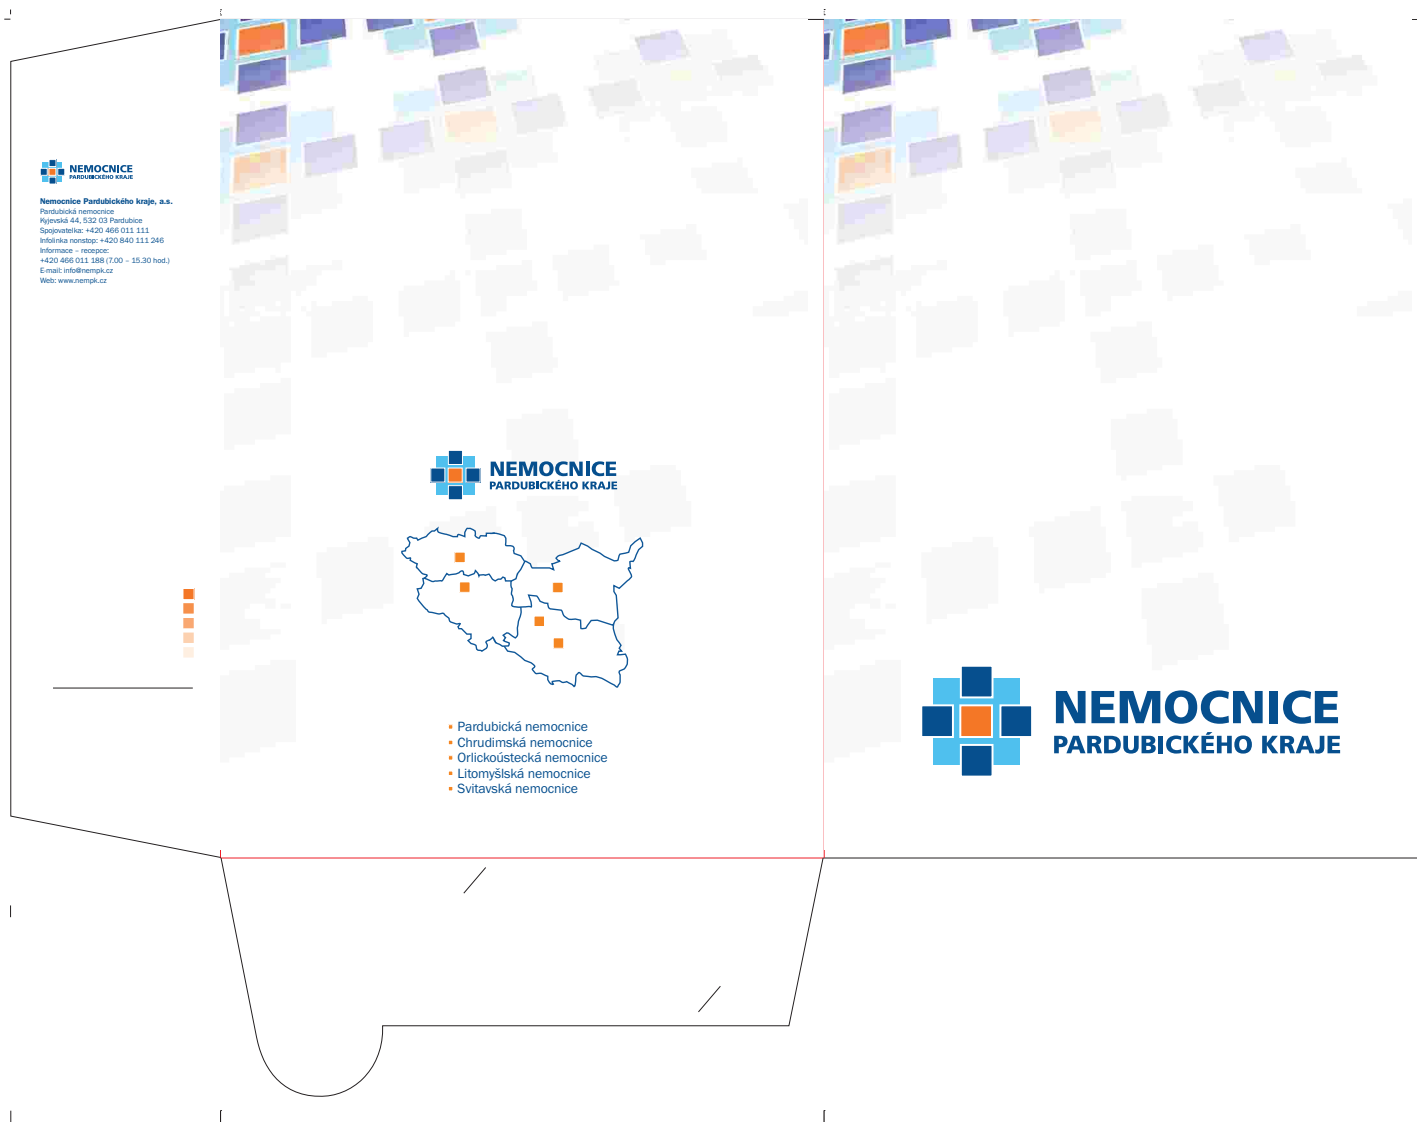 NEMOCNICE
PARDUBICKÉHO KRAJE
Nemocnice Pardubického kraje, a.s.
Pardubická nemocnice
Kyjevská 44, 532 03 Pardubice
Spojovatelka: +420 466 011 111
Infolinka nonstop: +420 840 111 246
Informace – recepce:
+420 466 011 188 (7.00 – 15.30 hod.)
E-mail: info@nempk.cz
Web: www.nempk.cz
NEMOCNICE
PARDUBICKÉHO KRAJE
Pardubická nemocnice
Chrudimská nemocnice
Orlickoústecká nemocnice
Litomyšlská nemocnice
Svitavská nemocnice
NEMOCNICE
PARDUBICKÉHO KRAJE